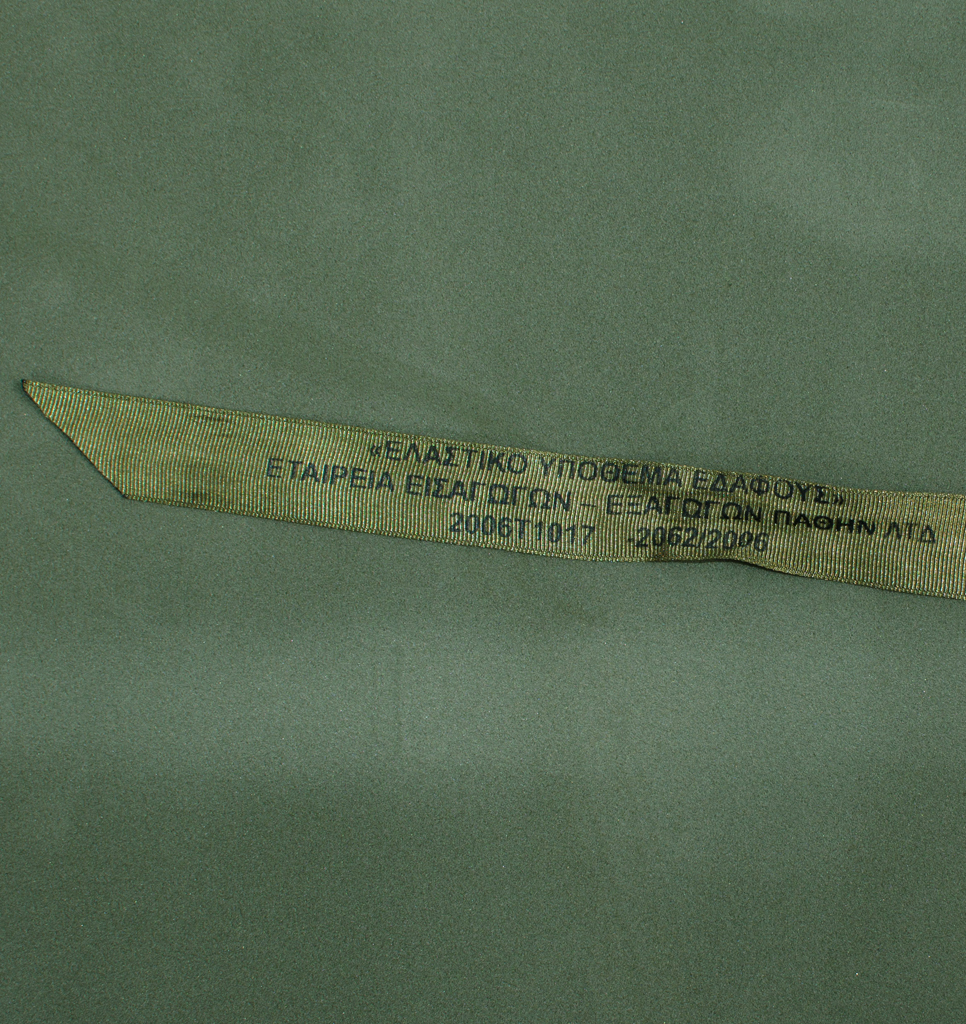 «ΕΛΑΣΤΙΚΟ ΥΠΟΘΕΜΑ ΕΔΑΦΟΥΣ»
ΕΤΑΙΡΕΙΑ ΕΙΣΑΓΩΓΩΝ – ΕΞΑΓΩΓΩΝ ΠΑΘΗΝ ΛΤΔ
2006T1017 -2062/2006